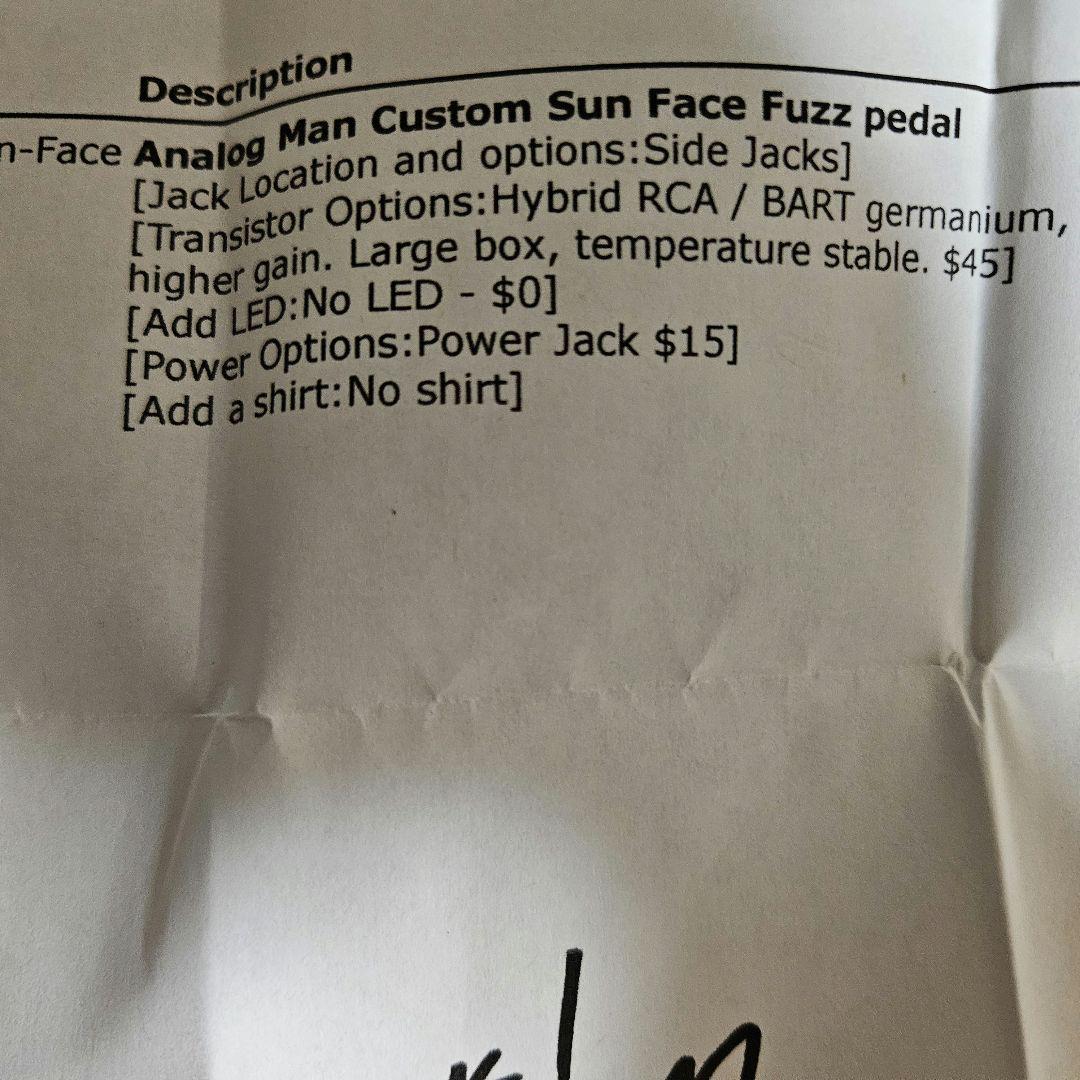 Description
n-Face Analog Man Custom Sun Face Fuzz pedal
[Jack Location and options:Side Jacks]
[Transistor Options:Hybrid RCA / BART germanium,
higher gain. Large box, temperature stable. $45]
[Add LED:No LED - $0]
[Power Options:Power Jack $15]
[Add a shirt:No shirt]